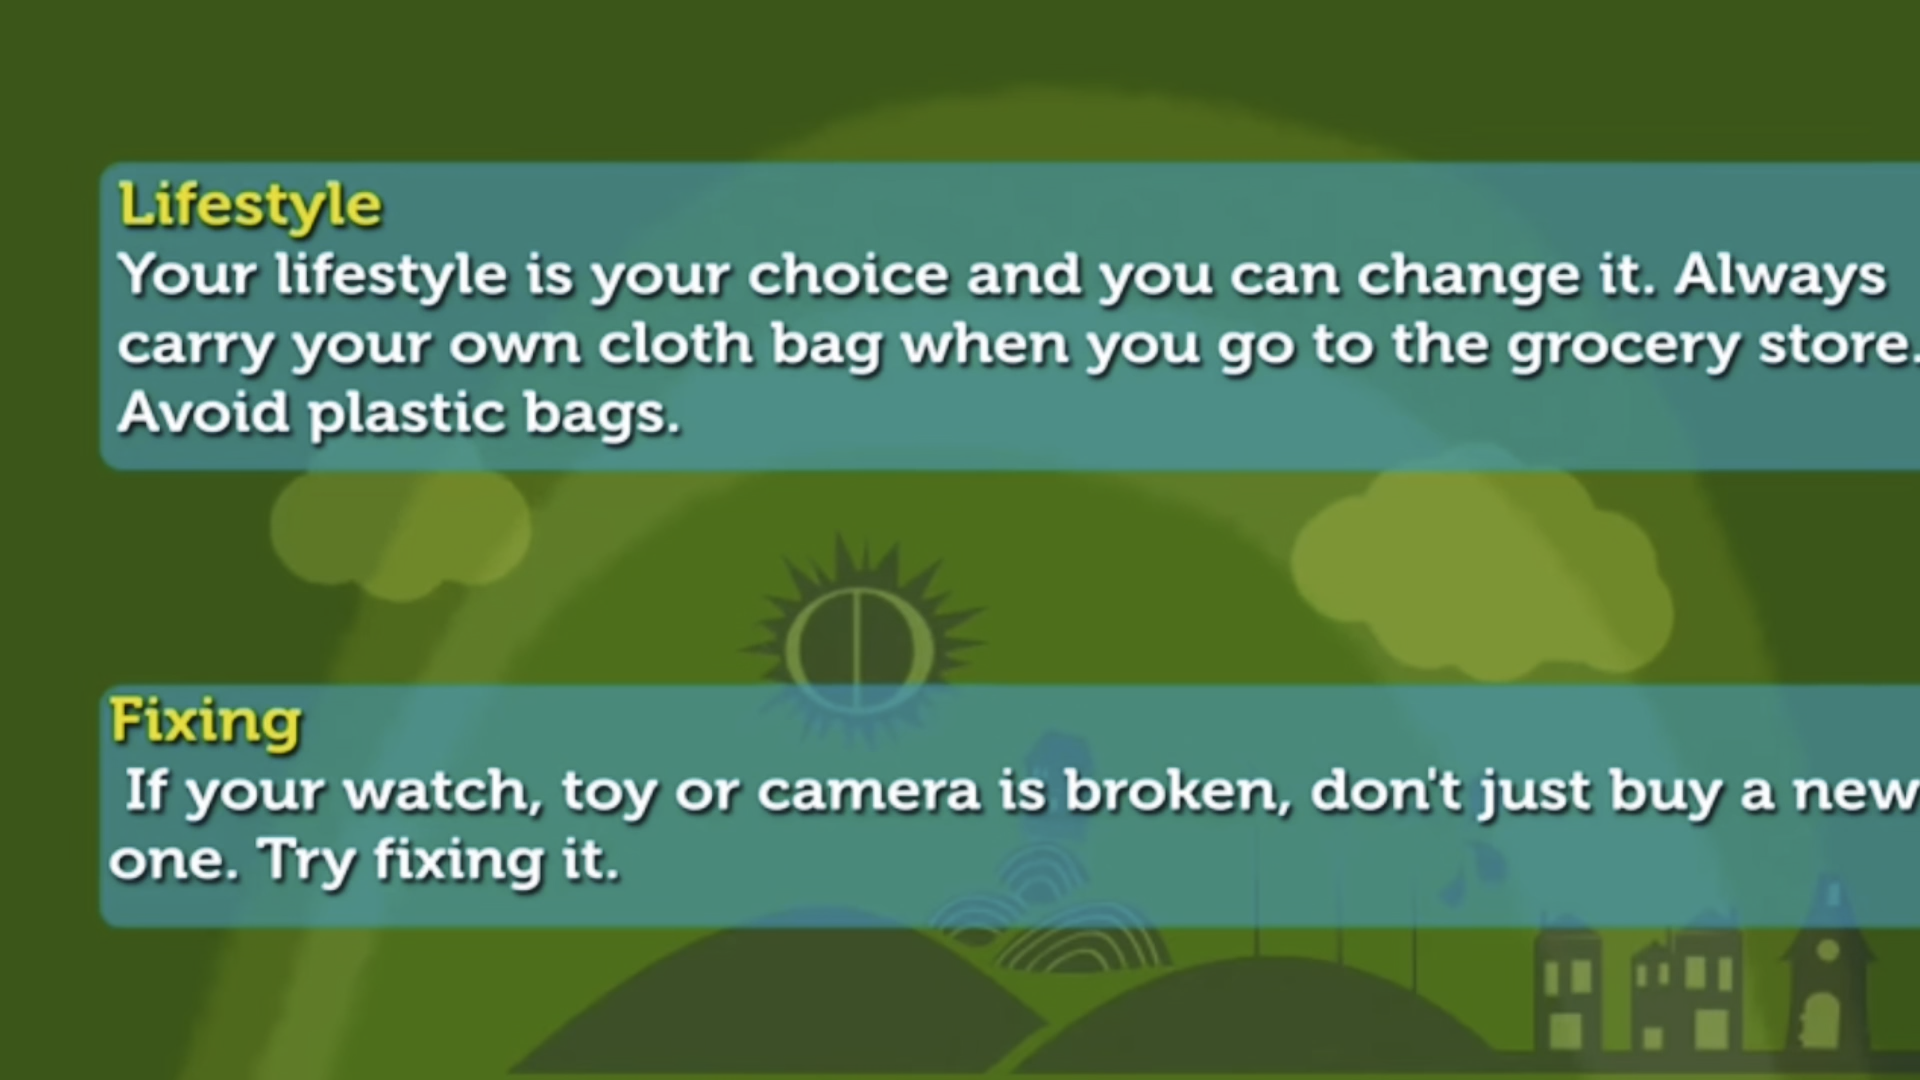 Lifestyle
Your lifestyle is your choice and you can change it. Always
carry your own cloth bag when you go to the grocery store.
Avoid plastic bags.
Fixing
If your watch, toy or camera is broken, don't just buy a new
one. Try fixing it.